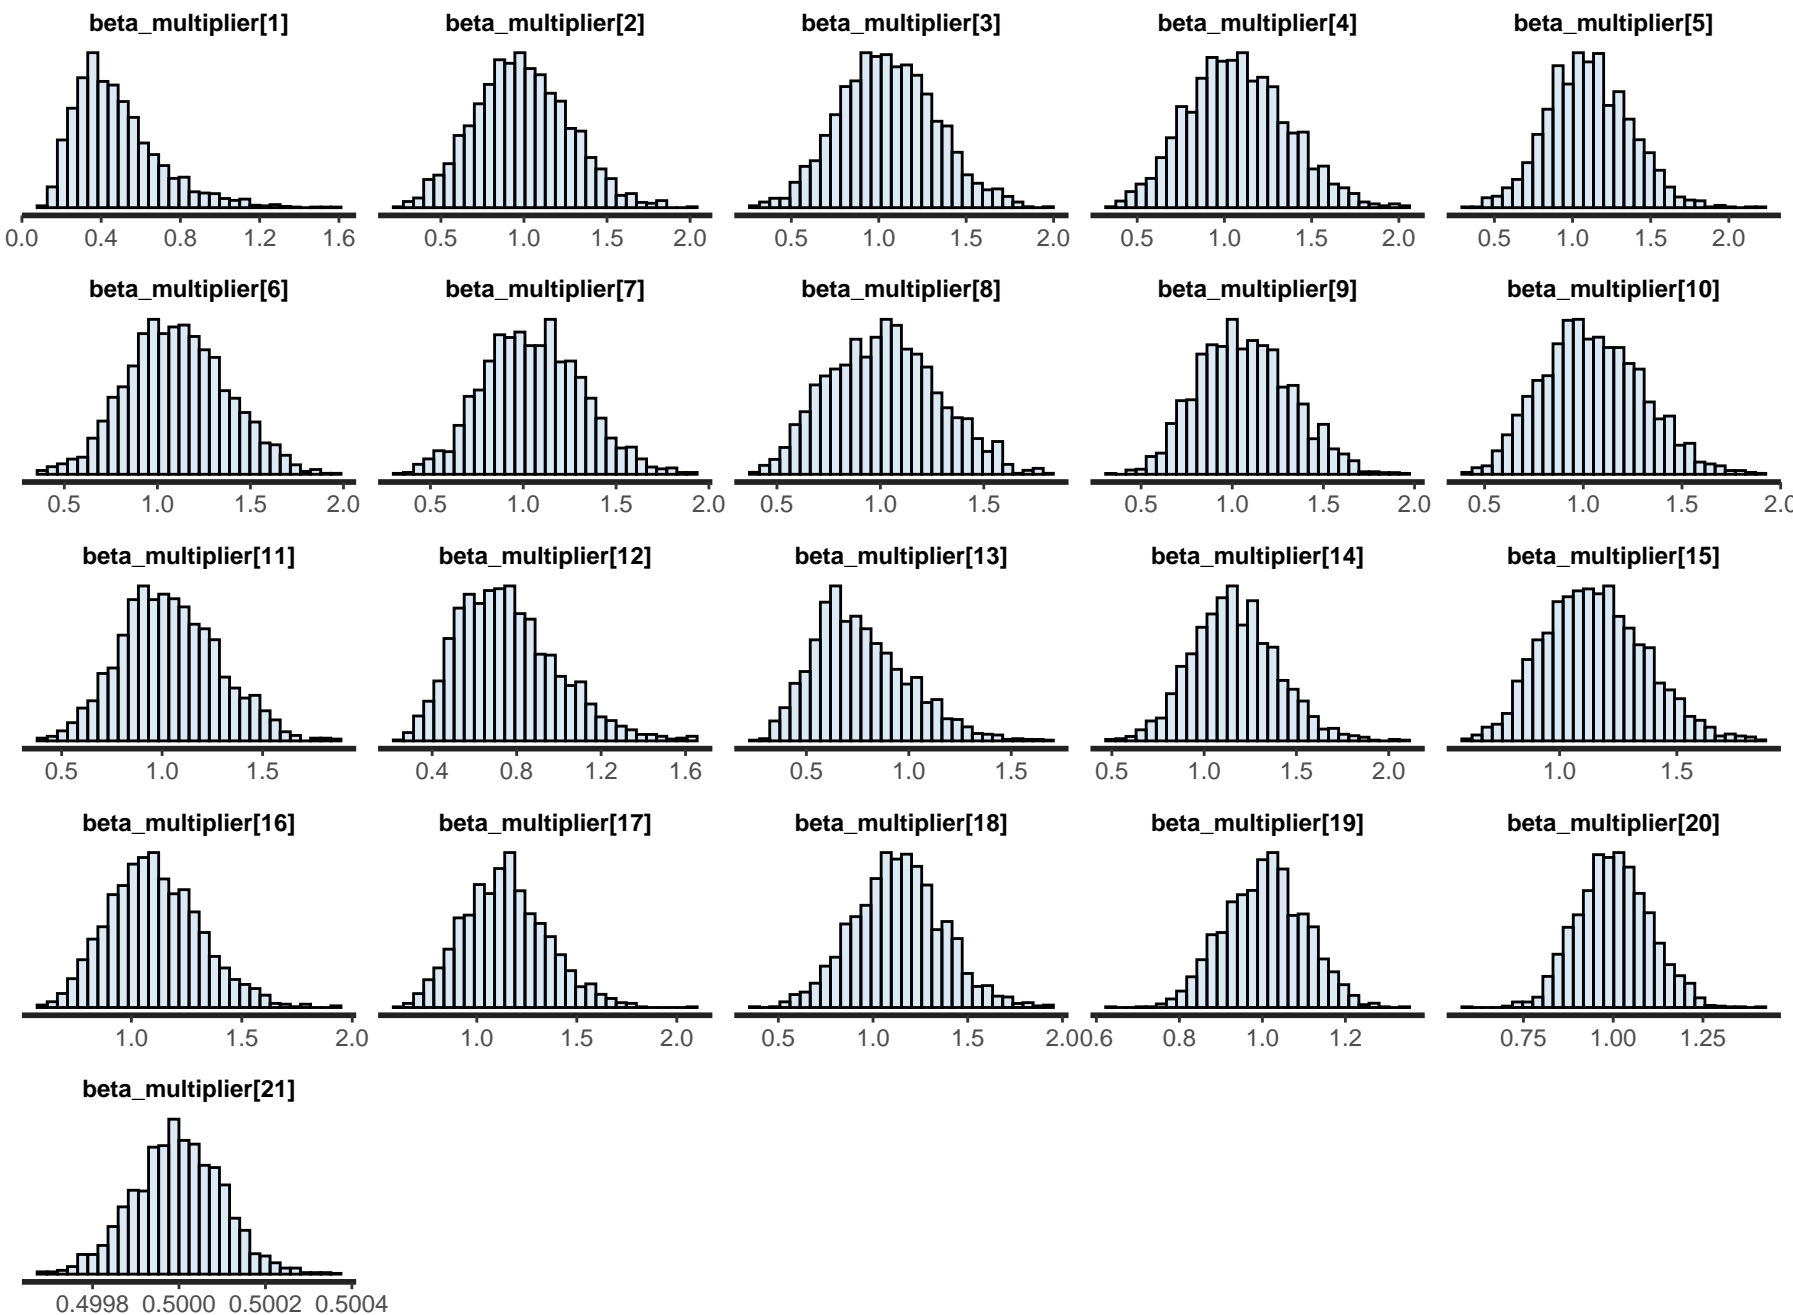 beta_multiplier[1] beta_multiplier[2] beta_multiplier[3] beta_multiplier[4] beta_multiplier[5]
0.0 0.4 0.8 1.2 1.6 0.5 1.0 1.5 2.0 0.5 1.0 1.5 2.0 0.5 1.0 1.5 2.0 0.5 1.0 1.5 2.0
beta_multiplier[6] beta_multiplier[7] beta_multiplier[8] beta_multiplier[9] beta_multiplier[10]
0.5 1.0 1.5 2.0 0.5 1.0 1.5 2.0 0.5 1.0 1.5 0.5 1.0 1.5 2.0 0.5 1.0 1.5 2.0
beta_multiplier[11] beta_multiplier[12] beta_multiplier[13] beta_multiplier[14] beta_multiplier[15]
0.5 1.0 1.5 0.4 0.8 1.2 1.6 0.5 1.0 1.5 0.5 1.0 1.5 2.0 1.0 1.5
beta_multiplier[16] beta_multiplier[17] beta_multiplier[18] beta_multiplier[19] beta_multiplier[20]
1.0 1.5 2.0 1.0 1.5 2.0 0.5 1.0 1.5 2.0 0.6 0.8 1.0 1.2 0.75 1.00 1.25
beta_multiplier[21]
0.4998 0.5000 0.5002 0.5004